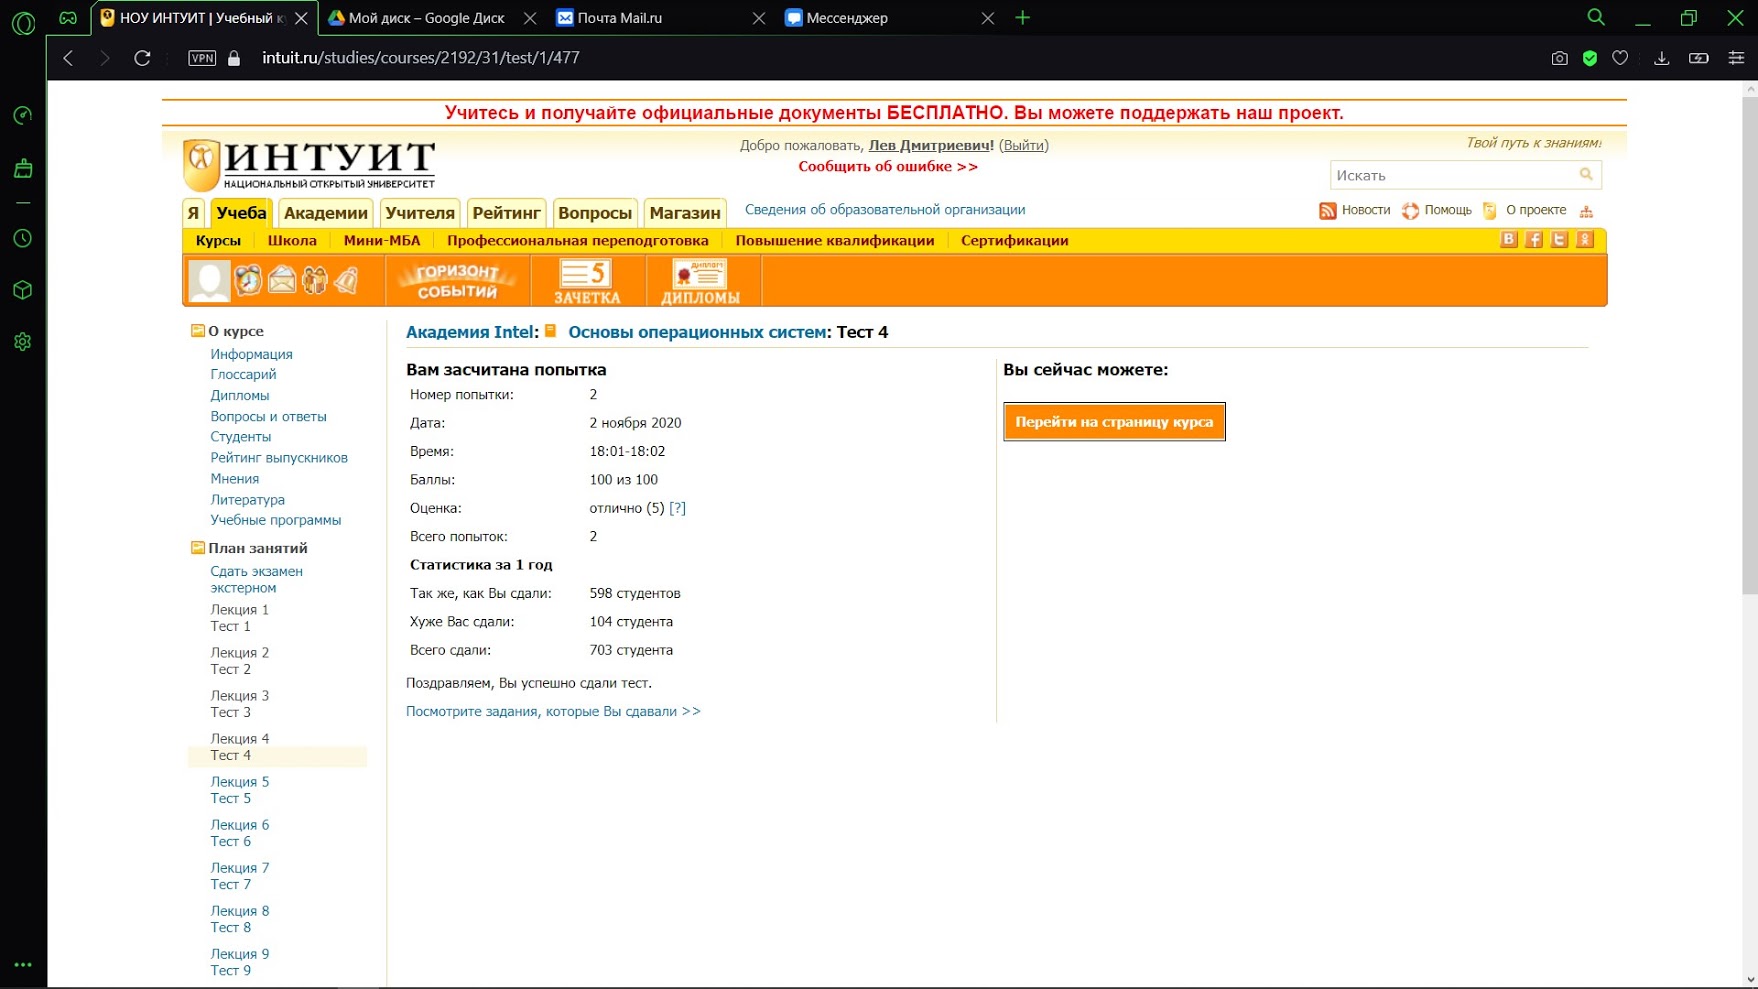 НОУ ИНТУИТ | Учебный к
Мой диск – Google Диск
Почта Mail.ru
Мессенджер
VPN
intuit.ru/studies/courses/2192/31/test/1/477
Учитесь и получайте официальные документы БЕСПЛАТНО. Вы можете поддержать наш проект.
ИНТУИТ
НАЦИОНАЛЬНЫЙ ОТКРЫТЫЙ УНИВЕРСИТЕТ
Добро пожаловать, Лев Дмитриевич! (Выйти)
Сообщить об ошибке >>
Твой путь к знаниям!
Искать
Я
Учеба
Академии
Учителя
Рейтинг
Вопросы
Магазин
Сведения об образовательной организации
Новости
Помощь
О проекте
Курсы
Школа
Мини-МБА
Профессиональная переподготовка
Повышение квалификации
Сертификации
ГОРИЗОНТ
СОБЫТИЙ
5
ЗАЧЕТКА
ДИПЛОМ
ДИПЛОМЫ
О курсе
Информация
Глоссарий
Дипломы
Вопросы и ответы
Студенты
Рейтинг выпускников
Мнения
Литература
Учебные программы
План занятий
Сдать экзамен
экстерном
Лекция 1
Тест 1
Лекция 2
Тест 2
Лекция 3
Тест 3
Лекция 4
Тест 4
Лекция 5
Тест 5
Лекция 6
Тест 6
Лекция 7
Тест 7
Лекция 8
Тест 8
Лекция 9
Тест 9
Академия Intel: Основы операционных систем: Тест 4
Вам засчитана попытка
Номер попытки: 2
Дата: 2 ноября 2020
Время: 18:01-18:02
Баллы: 100 из 100
Оценка: отлично (5) [?]
Всего попыток: 2
Статистика за 1 год
Так же, как Вы сдали: 598 студентов
Хуже Вас сдали: 104 студента
Всего сдали: 703 студента
Поздравляем, Вы успешно сдали тест.
Посмотрите задания, которые Вы сдавали >>
Вы сейчас можете:
Перейти на страницу курса